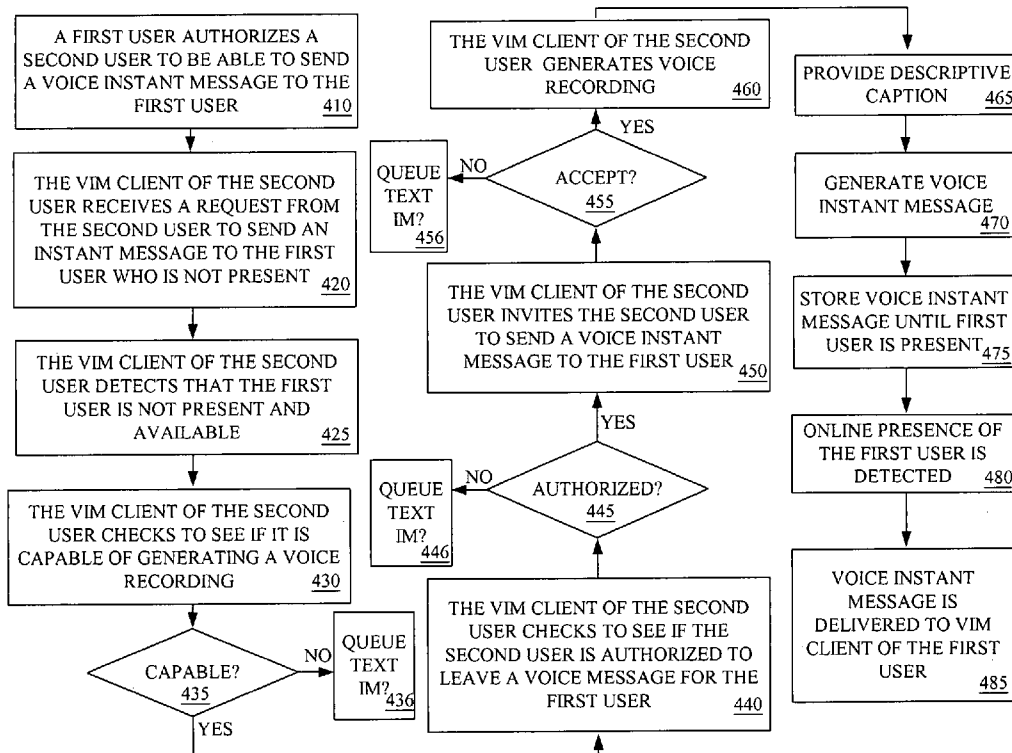 A FIRST USER AUTHORIZES A
SECOND USER TO BE ABLE TO SEND
A VOICE INSTANT MESSAGE TO THE
FIRST USER
410
THE VIM CLIENT OF THE SECOND
USER RECEIVES A REQUEST FROM
THE SECOND USER TO SEND AN
INSTANT MESSAGE TO THE FIRST
USER WHO IS NOT PRESENT
420
THE VIM CLIENT OF THE SECOND
USER DETECTS THAT THE FIRST
USER IS NOT PRESENT AND
AVAILABLE
425
THE VIM CLIENT OF THE SECOND
USER CHECKS TO SEE IF IT IS
CAPABLE OF GENERATING A VOICE
RECORDING
430
CAPABLE?
435
NO
QUEUE
TEXT
IM?
436
YES
THE VIM CLIENT OF THE SECOND
USER CHECKS TO SEE IF THE
SECOND USER IS AUTHORIZED TO
LEAVE A VOICE MESSAGE FOR THE
FIRST USER
440
AUTHORIZED?
445
NO
QUEUE
TEXT
IM?
446
YES
THE VIM CLIENT OF THE SECOND
USER INVITES THE SECOND USER
TO SEND A VOICE INSTANT
MESSAGE TO THE FIRST USER
450
ACCEPT?
455
NO
QUEUE
TEXT
IM?
456
YES
THE VIM CLIENT OF THE SECOND
USER GENERATES VOICE
RECORDING
460
PROVIDE DESCRIPTIVE
CAPTION
465
GENERATE VOICE
INSTANT MESSAGE
470
STORE VOICE INSTANT
MESSAGE UNTIL FIRST
USER IS PRESENT
475
ONLINE PRESENCE OF
THE FIRST USER IS
DETECTED
480
VOICE INSTANT
MESSAGE IS
DELIVERED TO VIM
CLIENT OF THE FIRST
USER
485